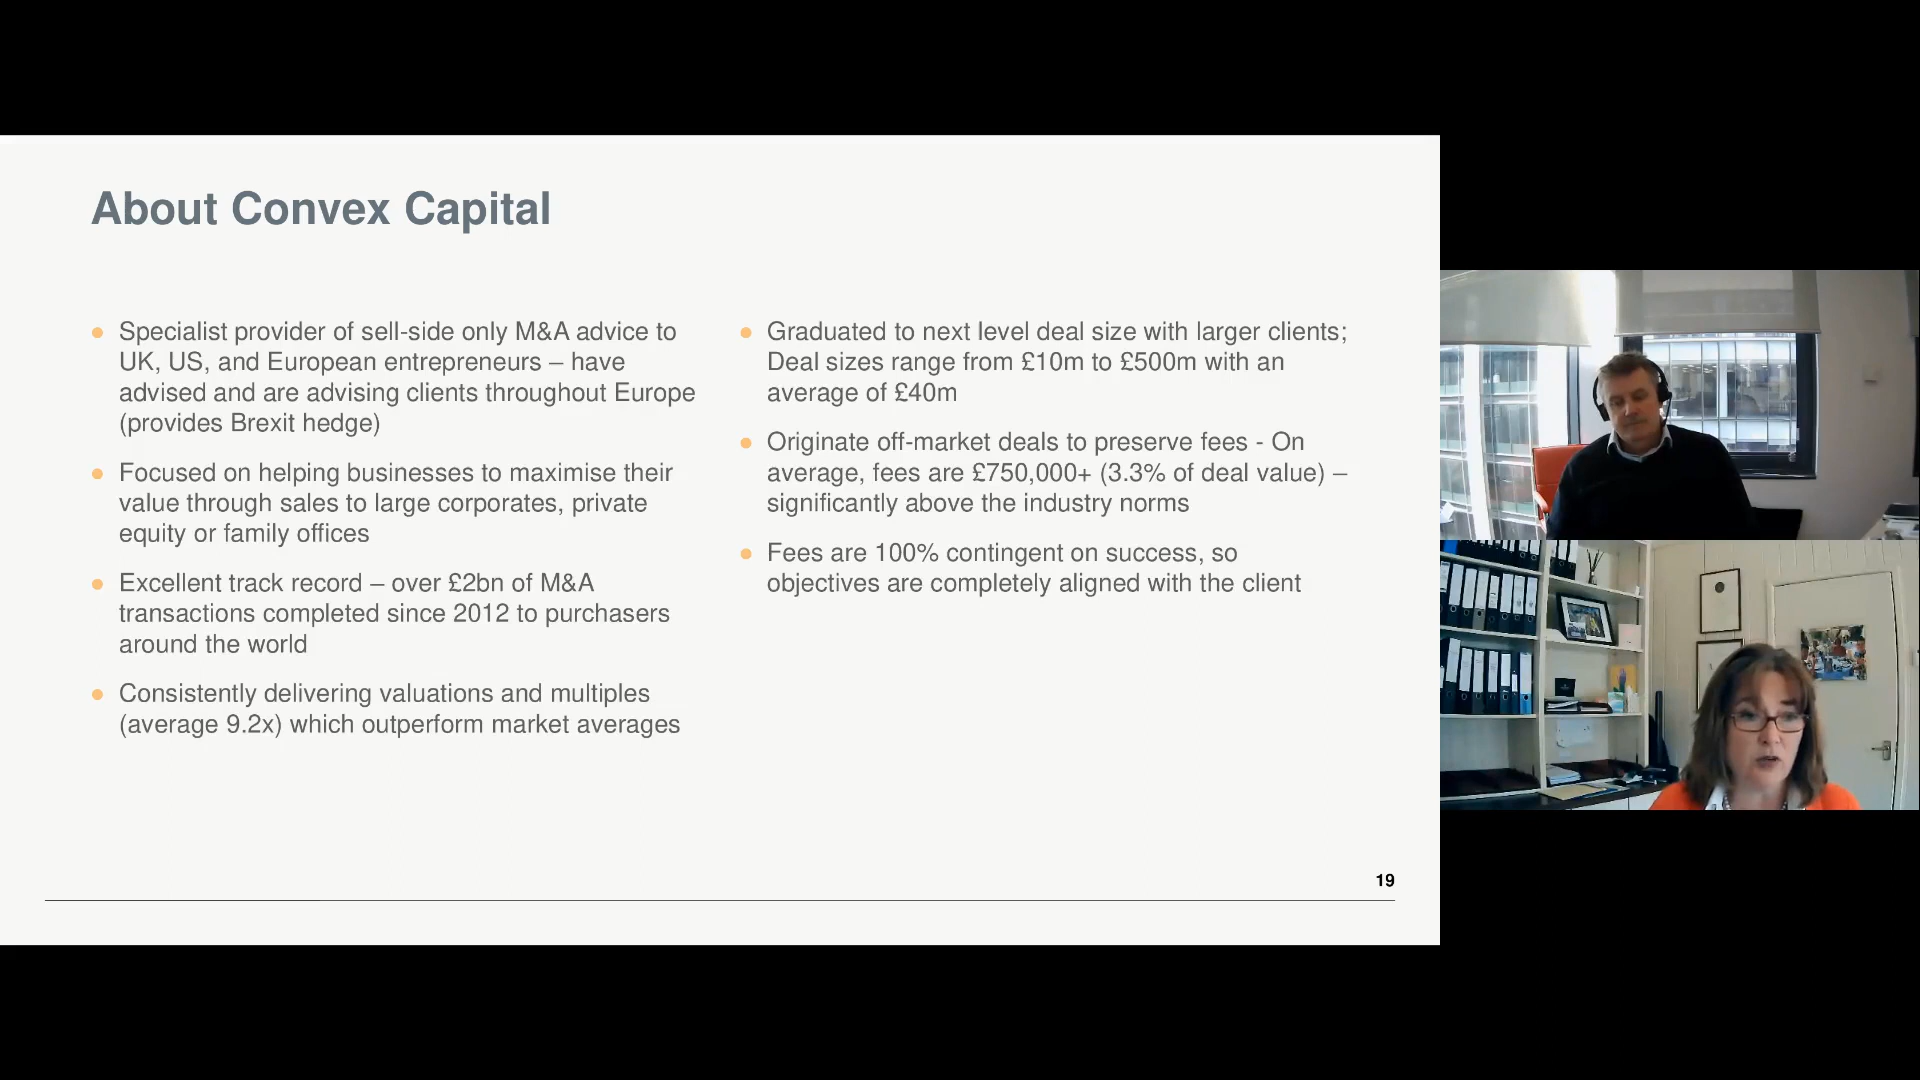 About Convex Capital
Specialist provider of sell-side only M&A advice to
UK, US, and European entrepreneurs – have
advised and are advising clients throughout Europe
(provides Brexit hedge)
Focused on helping businesses to maximise their
value through sales to large corporates, private
equity or family offices
Excellent track record – over £2bn of M&A
transactions completed since 2012 to purchasers
around the world
Consistently delivering valuations and multiples
(average 9.2x) which outperform market averages
Graduated to next level deal size with larger clients;
Deal sizes range from £10m to £500m with an
average of £40m
Originate off-market deals to preserve fees - On
average, fees are £750,000+ (3.3% of deal value) –
significantly above the industry norms
Fees are 100% contingent on success, so
objectives are completely aligned with the client
19